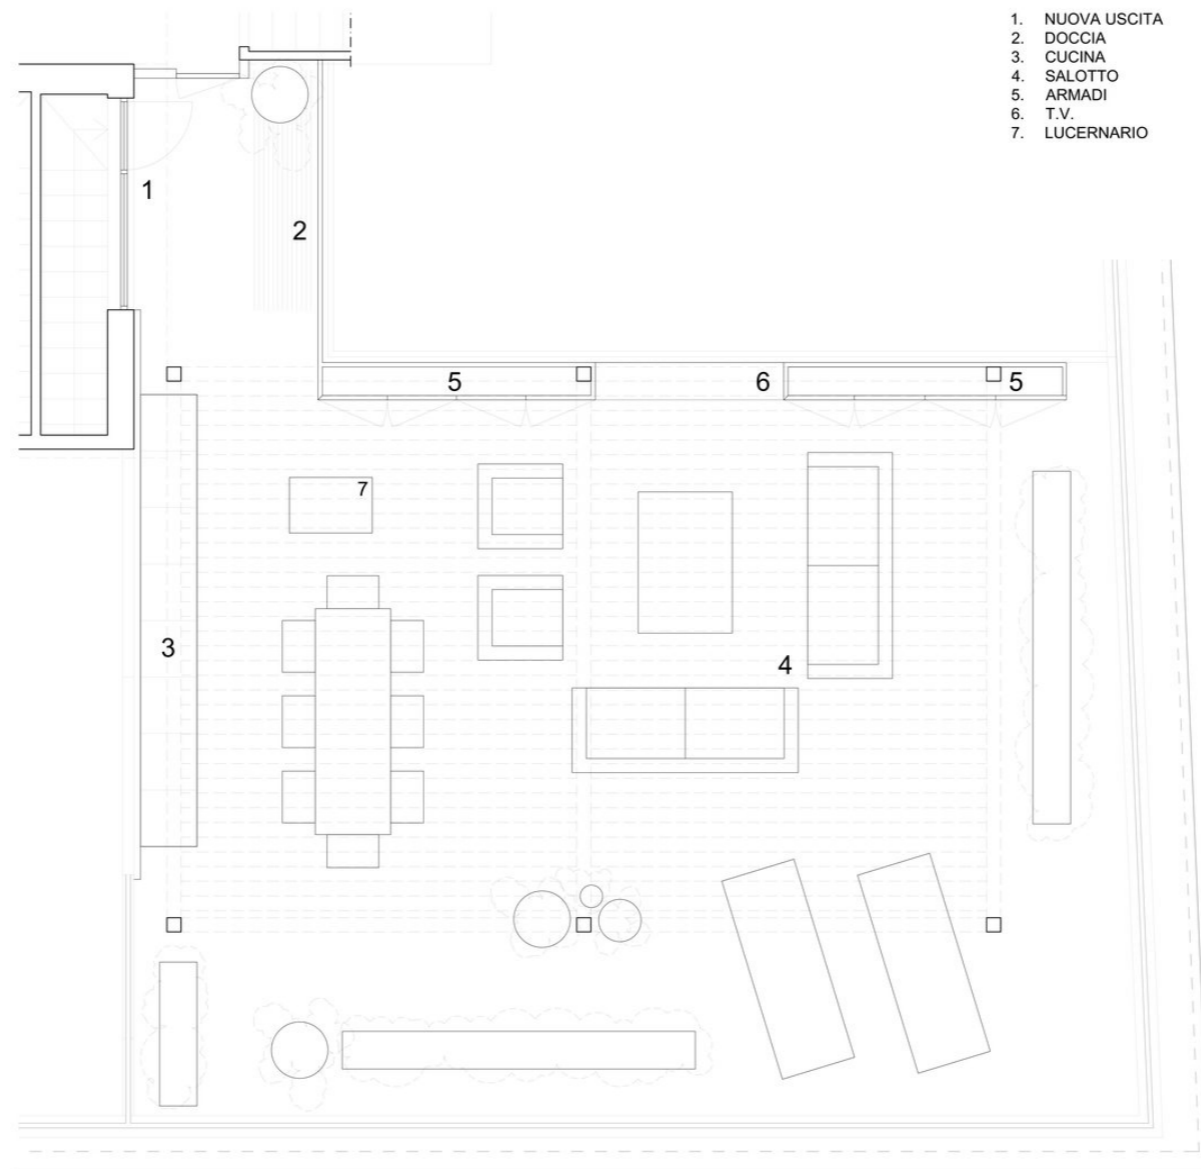 1. NUOVA USCITA
2. DOCCIA
3. CUCINA
4. SALOTTO
5. ARMADI
6. T.V.
7. LUCERNARIO
1
2
5
6
5
7
3
4